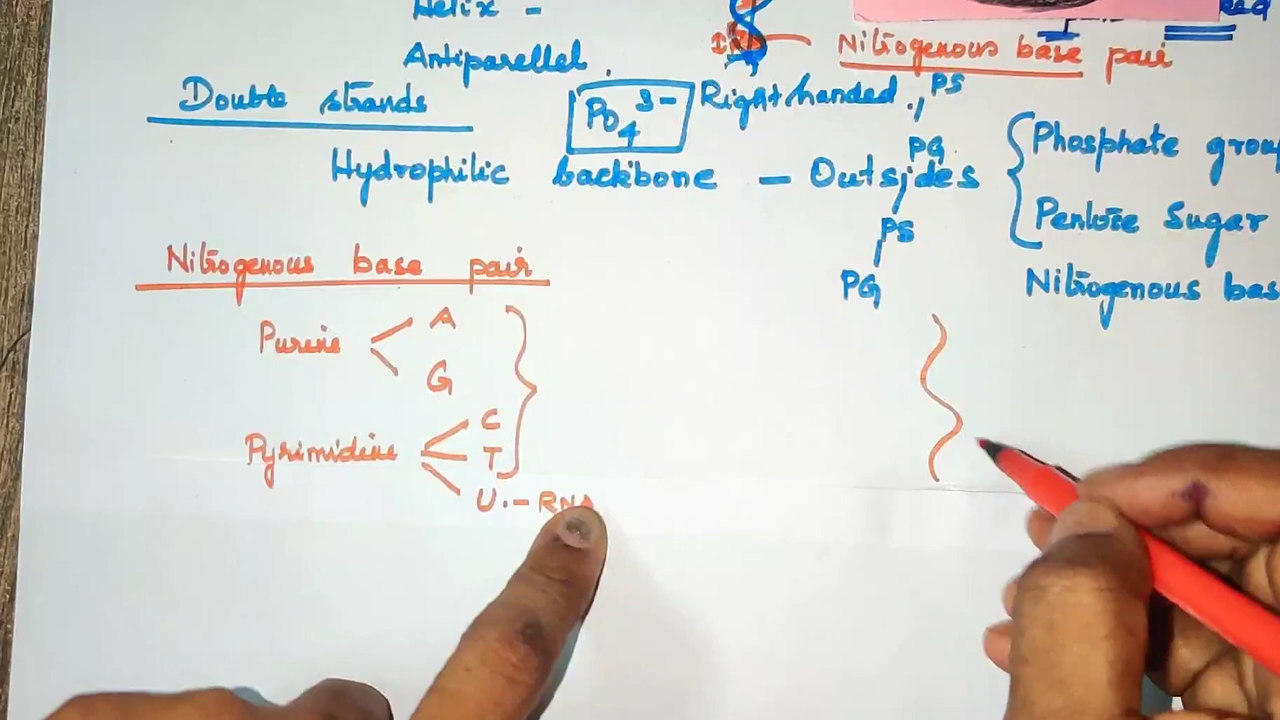 Helix -
Antiparellel.
Nitrogenous base pair
Double strands
PO4 3-
Right handed.,
PS
PG
Hydrophilic backbone - Outsides
PS
PG
{ Phosphate grou
Pentose Sugar
Nitrogenous bas
Nitrogenous base pair
Purine < A
G
Pyrimidine < C
T
U.- RNA